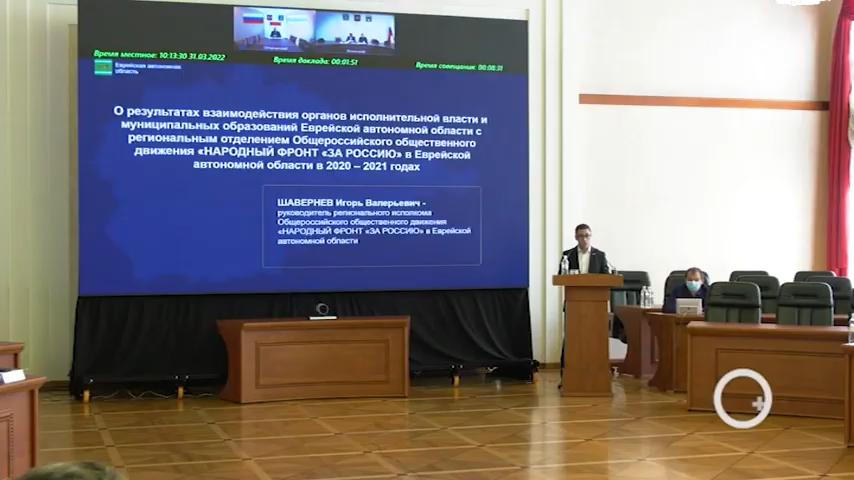 Время местное: 10:13:30 31.03.2022
Время доклада: 00:01:51
Время совещания: 00:08:31
Еврейская автономная
область
О результатах взаимодействия органов исполнительной власти и
муниципальных образований Еврейской автономной области с
региональным отделением Общероссийского общественного
движения «НАРОДНЫЙ ФРОНТ «ЗА РОССИЮ» в Еврейской
автономной области в 2020 – 2021 годах
ШАВЕРНЕВ Игорь Валерьевич -
руководитель регионального исполкома
Общероссийского общественного движения
«НАРОДНЫЙ ФРОНТ «ЗА РОССИЮ» в Еврейской
автономной области